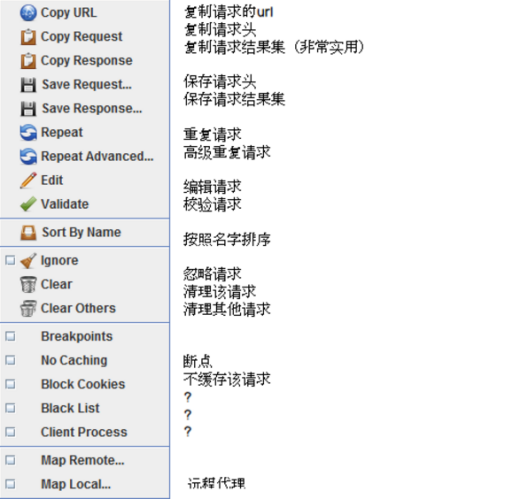 Copy URL 复制请求的url
Copy Request 复制请求头
Copy Response 复制请求结果集（非常实用）
Save Request... 保存请求头
Save Response... 保存请求结果集
Repeat 重复请求
Repeat Advanced... 高级重复请求
Edit 编辑请求
Validate 校验请求
Sort By Name 按照名字排序
Ignore 忽略请求
Clear 清理该请求
Clear Others 清理其他请求
Breakpoints 断点
No Caching 不缓存该请求
Block Cookies ?
Black List ?
Client Process ?
Map Remote... 远程代理
Map Local...